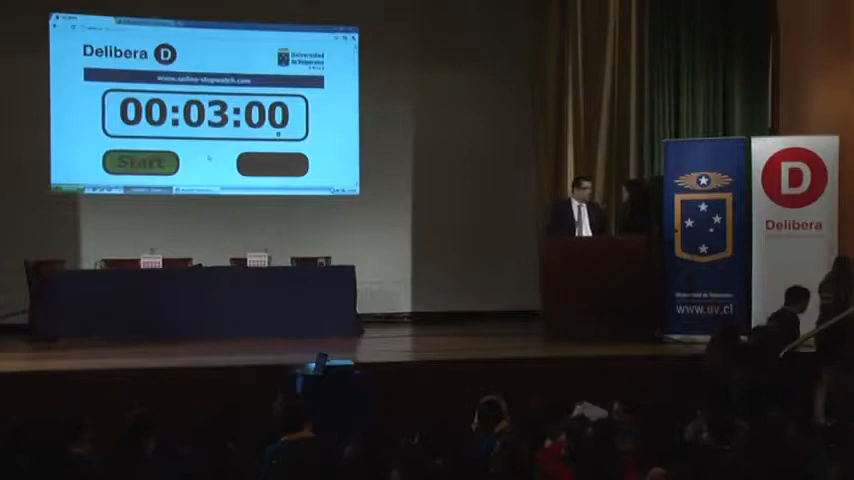 Delibera D
Universidad
de Valparaíso
www.online-stopwatch.com
00:03:00
Start
D
Delibera
www.uv.cl